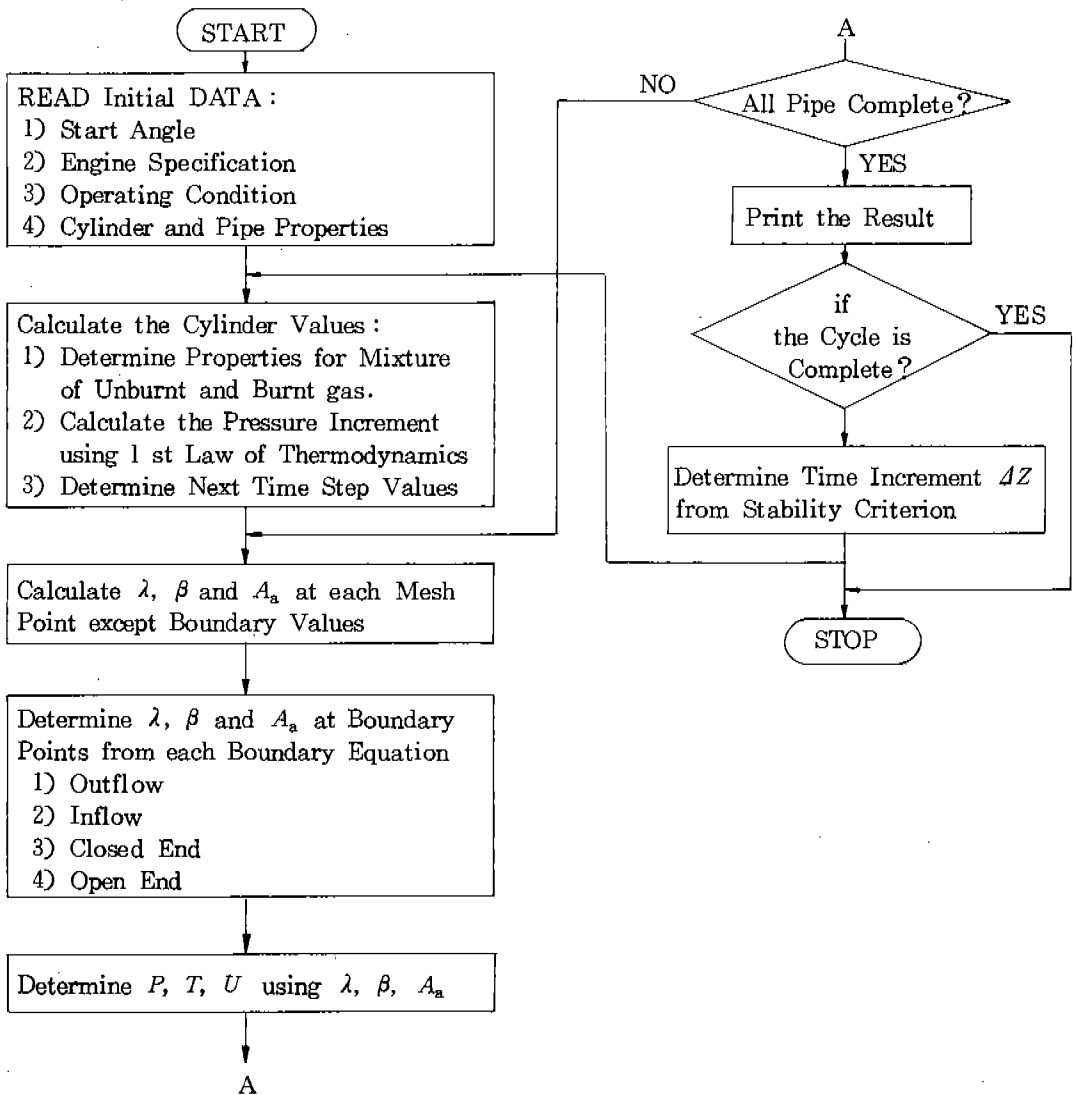 START
READ Initial DATA :
1) Start Angle
2) Engine Specification
3) Operating Condition
4) Cylinder and Pipe Properties
Calculate the Cylinder Values :
1) Determine Properties for Mixture
of Unburnt and Burnt gas.
2) Calculate the Pressure Increment
using 1 st Law of Thermodynamics
3) Determine Next Time Step Values
Calculate λ, β and Aa at each Mesh
Point except Boundary Values
Determine λ, β and Aa at Boundary
Points from each Boundary Equation
1) Outflow
2) Inflow
3) Closed End
4) Open End
Determine P, T, U using λ, β, Aa
A
A
NO
All Pipe Complete?
YES
Print the Result
if
YES
the Cycle is
Complete?
Determine Time Increment ΔZ
from Stability Criterion
STOP